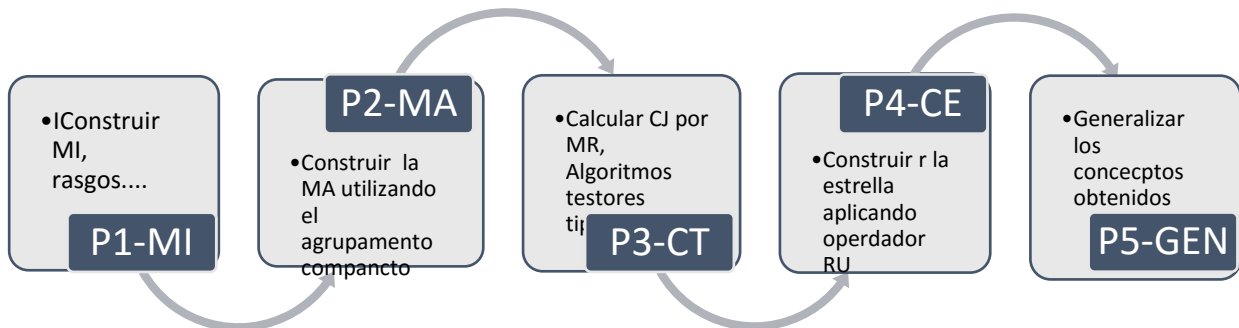 •IConstruir
MI,
rasgos....
P1-MI
P2-MA
•Construir la
MA utilizando
el
agrupamento
compancto
•Calcular CJ por
MR,
Algoritmos
testores
P3-CT
P4-CE
•Construir r la
estrella
aplicando
operdador
RU
•Generalizar
los
concecptos
obtenidos
P5-GEN